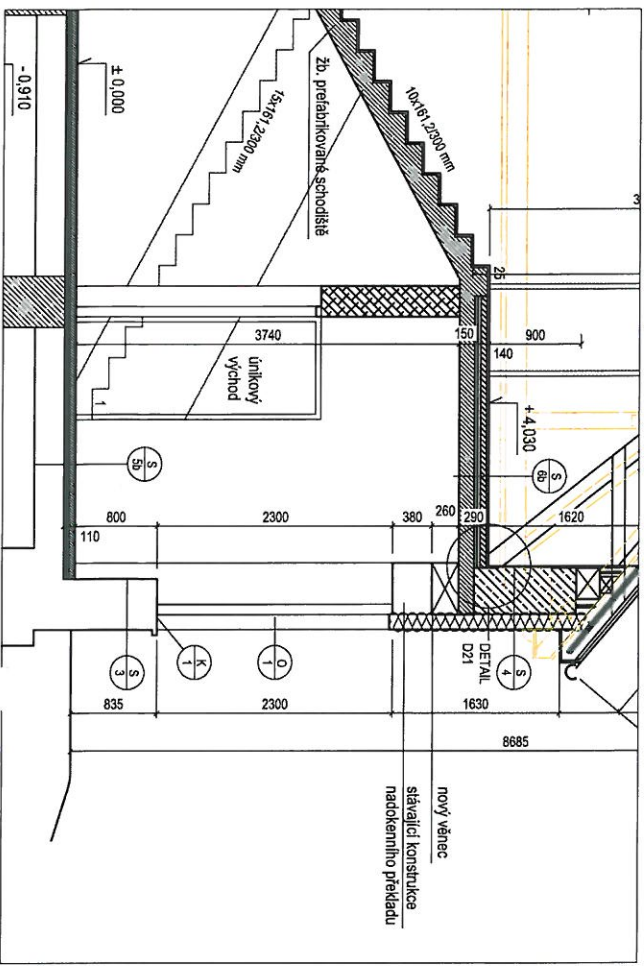 3
10x161,2/300 mm
žb. prefabrikované schodiště
15x161,2/300 mm
± 0,000
- 0,910
25
3740
150
900
140
únikový
východ
1
+ 4,030
S
6b
S
5b
800
110
2300
380
260
290
1620
DETAIL
D21
S
4
O
1
K
1
S
3
835
2300
1630
8685
nový věnec
stávající konstrukce
nadokenního překladu